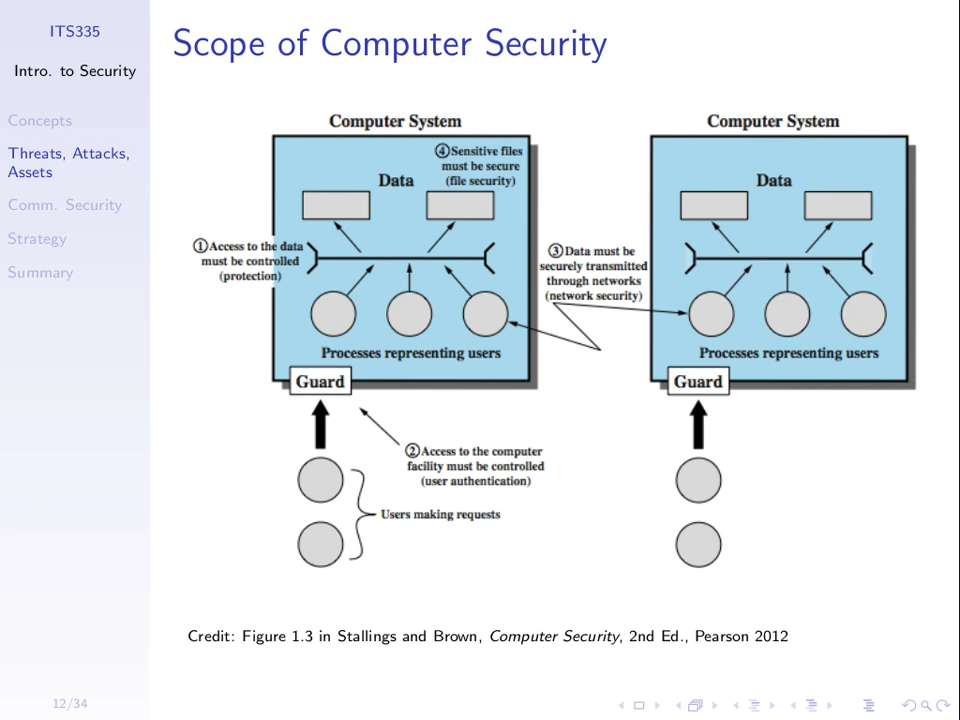 ITS335
Intro. to Security
Concepts
Threats, Attacks,
Assets
Comm. Security
Strategy
Summary
12/34
Scope of Computer Security
Computer System
④Sensitive files
must be secure
(file security)
Data
①Access to the data
must be controlled
(protection)
Processes representing users
Guard
②Access to the computer
facility must be controlled
(user authentication)
Users making requests
③Data must be
securely transmitted
through networks
(network security)
Computer System
Data
Processes representing users
Guard
Credit: Figure 1.3 in Stallings and Brown, Computer Security, 2nd Ed., Pearson 2012